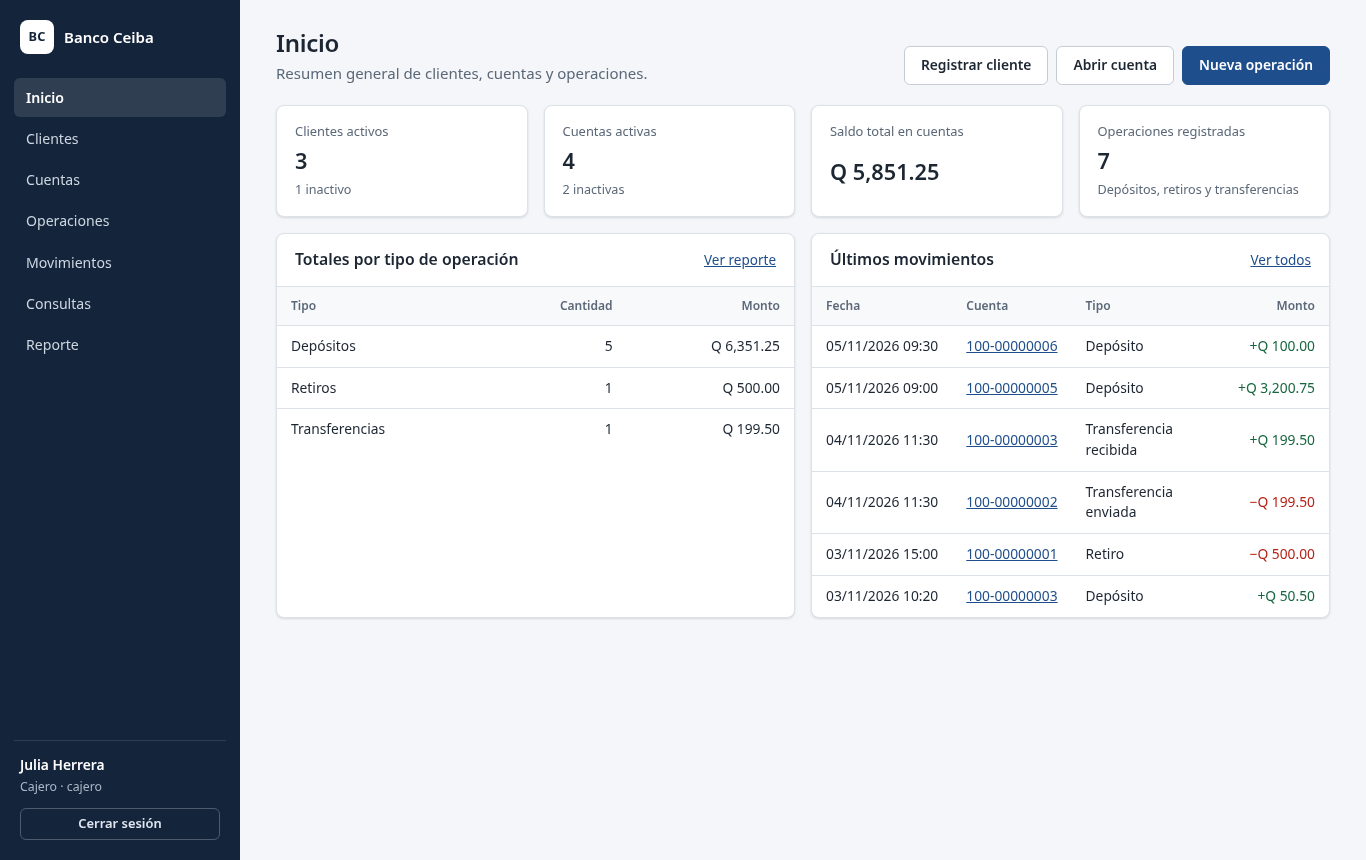 BC
Banco Ceiba
Inicio
Clientes
Cuentas
Operaciones
Movimientos
Consultas
Reporte
Julia Herrera
Cajero · cajero
Cerrar sesión
Inicio
Resumen general de clientes, cuentas y operaciones.
Registrar cliente
Abrir cuenta
Nueva operación
Clientes activos
3
1 inactivo
Cuentas activas
4
2 inactivas
Saldo total en cuentas
Q 5,851.25
Operaciones registradas
7
Depósitos, retiros y transferencias
Totales por tipo de operación
Ver reporte
Tipo Cantidad Monto
Depósitos 5 Q 6,351.25
Retiros 1 Q 500.00
Transferencias 1 Q 199.50
Últimos movimientos
Ver todos
Fecha Cuenta Tipo Monto
05/11/2026 09:30 100-00000006 Depósito +Q 100.00
05/11/2026 09:00 100-00000005 Depósito +Q 3,200.75
04/11/2026 11:30 100-00000003 Transferencia recibida +Q 199.50
04/11/2026 11:30 100-00000002 Transferencia enviada −Q 199.50
03/11/2026 15:00 100-00000001 Retiro −Q 500.00
03/11/2026 10:20 100-00000003 Depósito +Q 50.50